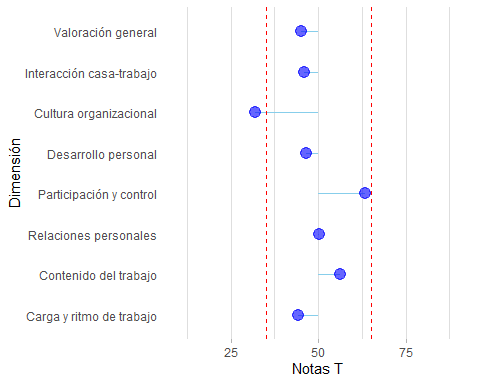 Valoración general
Interacción casa-trabajo
Cultura organizacional
Desarrollo personal
Participación y control
Relaciones personales
Contenido del trabajo
Carga y ritmo de trabajo
Dimensión
25 50 75
Notas T